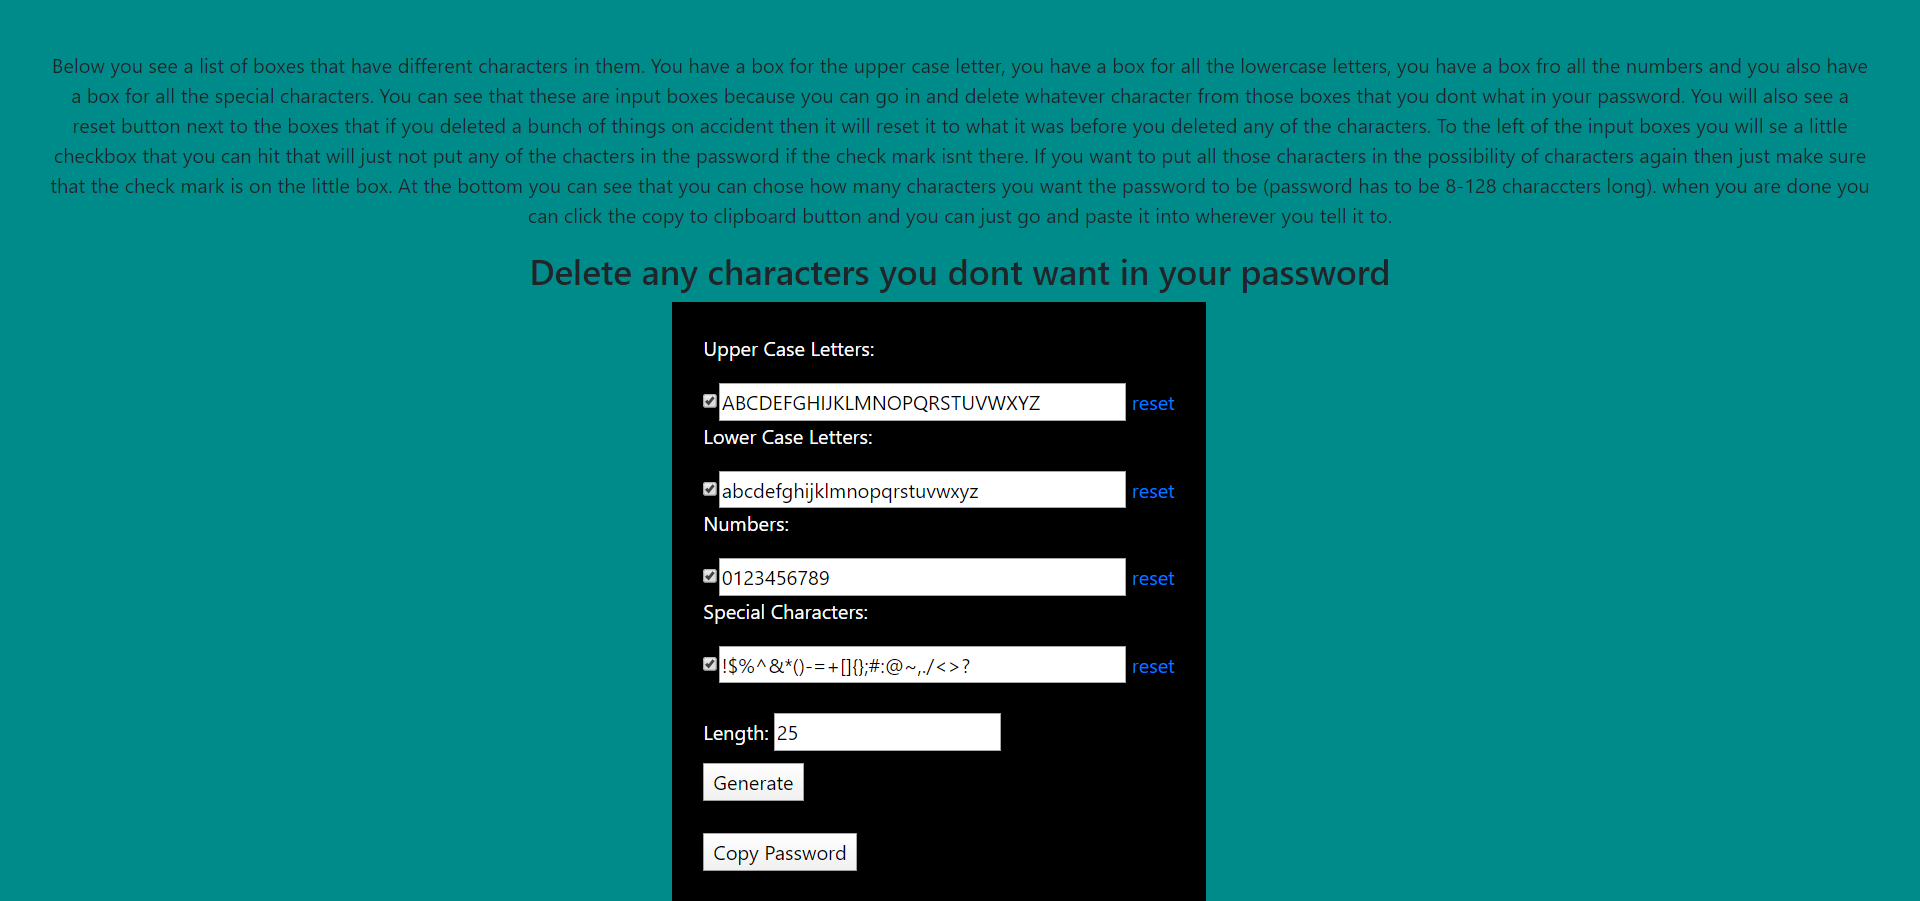 Below you see a list of boxes that have different characters in them. You have a box for the upper case letter, you have a box for all the lowercase letters, you have a box fro all the numbers and you also have
a box for all the special characters. You can see that these are input boxes because you can go in and delete whatever character from those boxes that you dont what in your password. You will also see a
reset button next to the boxes that if you deleted a bunch of things on accident then it will reset it to what it was before you deleted any of the characters. To the left of the input boxes you will se a little
checkbox that you can hit that will just not put any of the chacters in the password if the check mark isnt there. If you want to put all those characters in the possibility of characters again then just make sure
that the check mark is on the little box. At the bottom you can see that you can chose how many characters you want the password to be (password has to be 8-128 characcters long). when you are done you
can click the copy to clipboard button and you can just go and paste it into wherever you tell it to.
Delete any characters you dont want in your password
Upper Case Letters:
ABCDEFGHIJKLMNOPQRSTUVWXYZ reset
Lower Case Letters:
abcdefghijklmnopqrstuvwxyz reset
Numbers:
0123456789 reset
Special Characters:
!$%^&*()-=+[]{};#:@~,./<>? reset
Length: 25
Generate
Copy Password